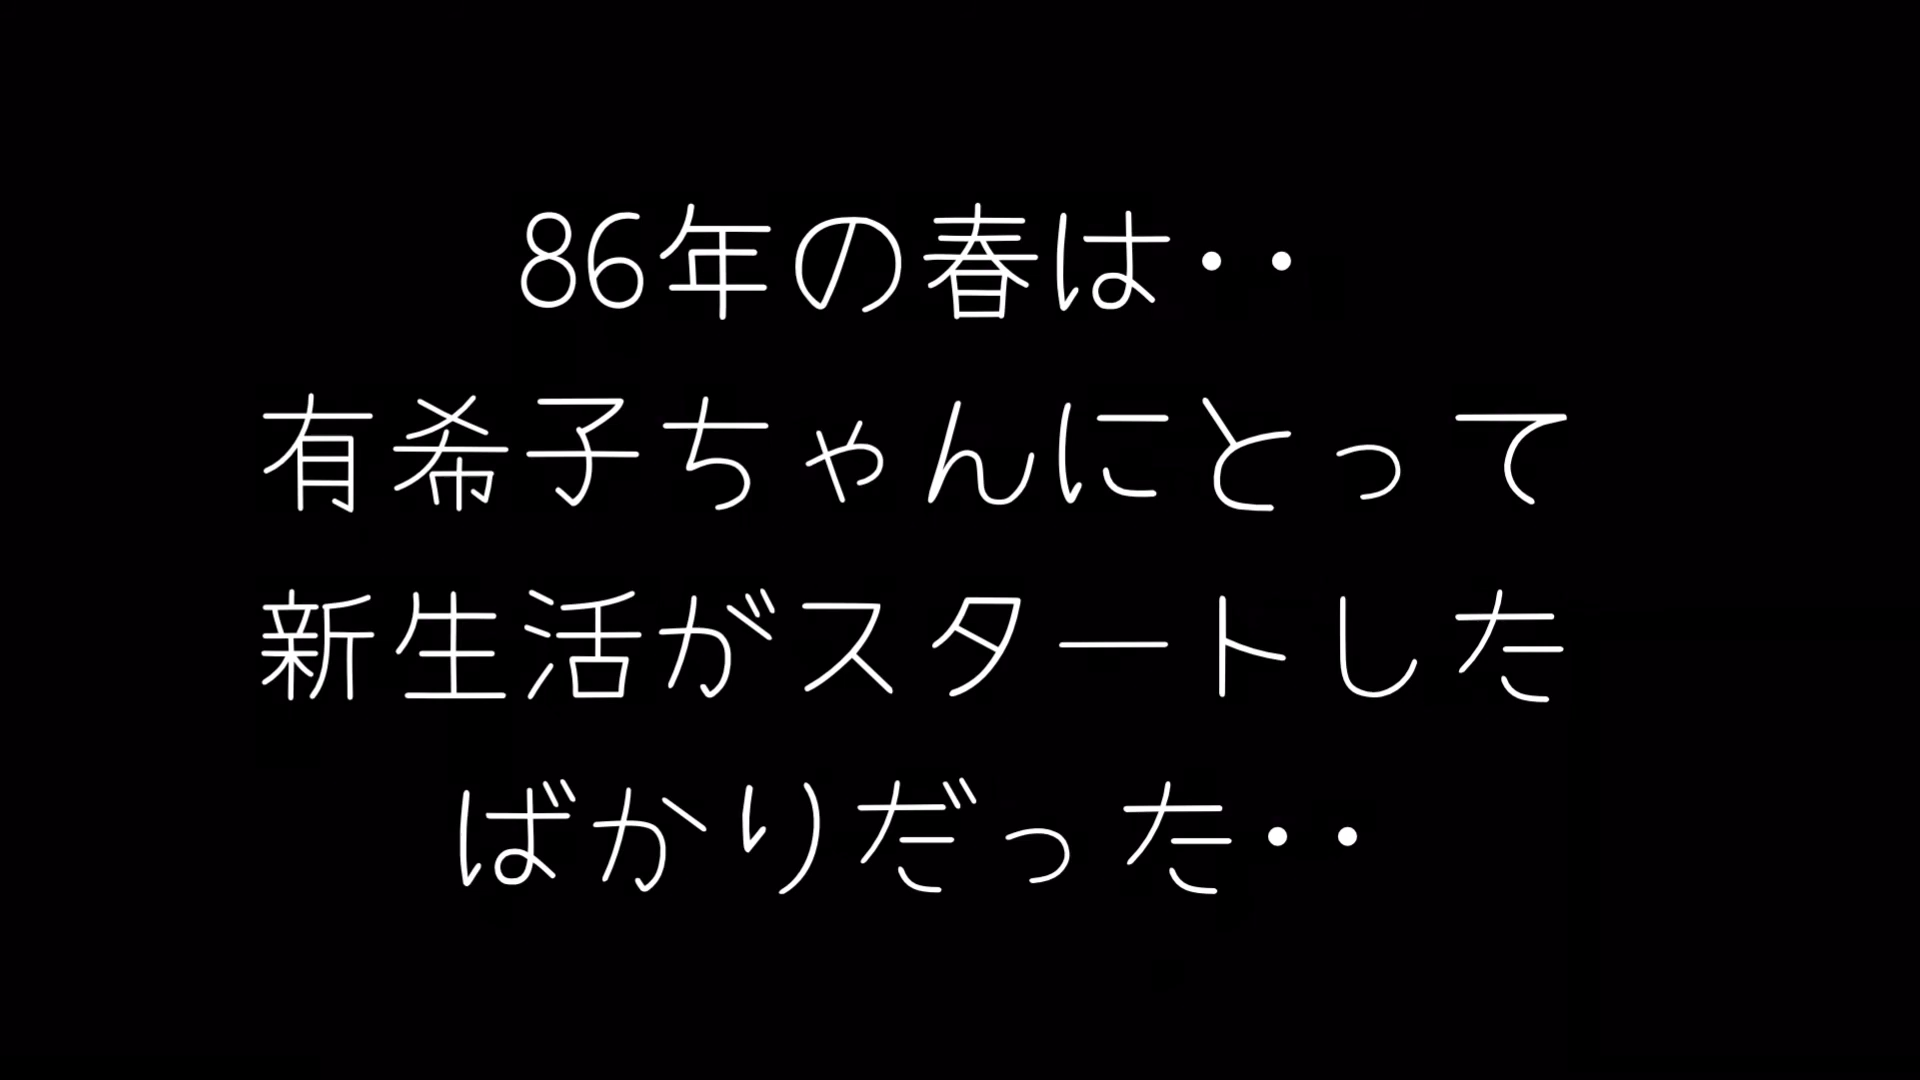 86年の春は・・
有希子ちゃんにとって
新生活がスタートした
ばかりだった・・